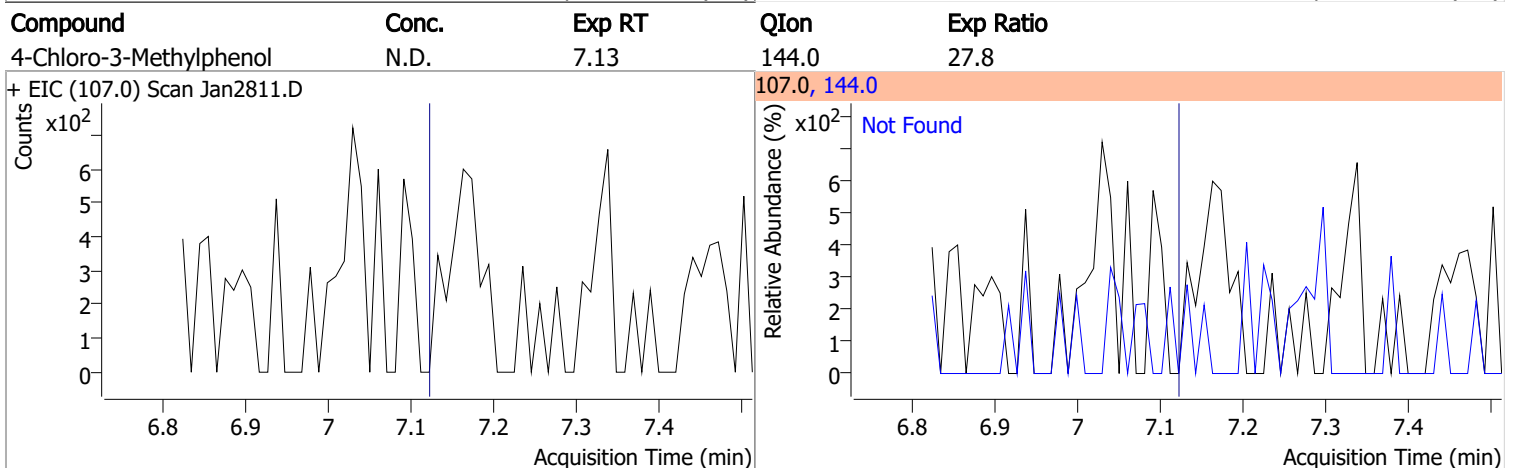 Compound Conc. Exp RT QIon Exp Ratio
4-Chloro-3-Methylphenol N.D. 7.13 144.0 27.8
+ EIC (107.0) Scan Jan2811.D
Counts
x10²
6
5
4
3
2
1
0
6.8 6.9 7 7.1 7.2 7.3 7.4
Acquisition Time (min)
107.0, 144.0
Relative Abundance (%)
x10²
Not Found
6
5
4
3
2
1
0
6.8 6.9 7 7.1 7.2 7.3 7.4
Acquisition Time (min)